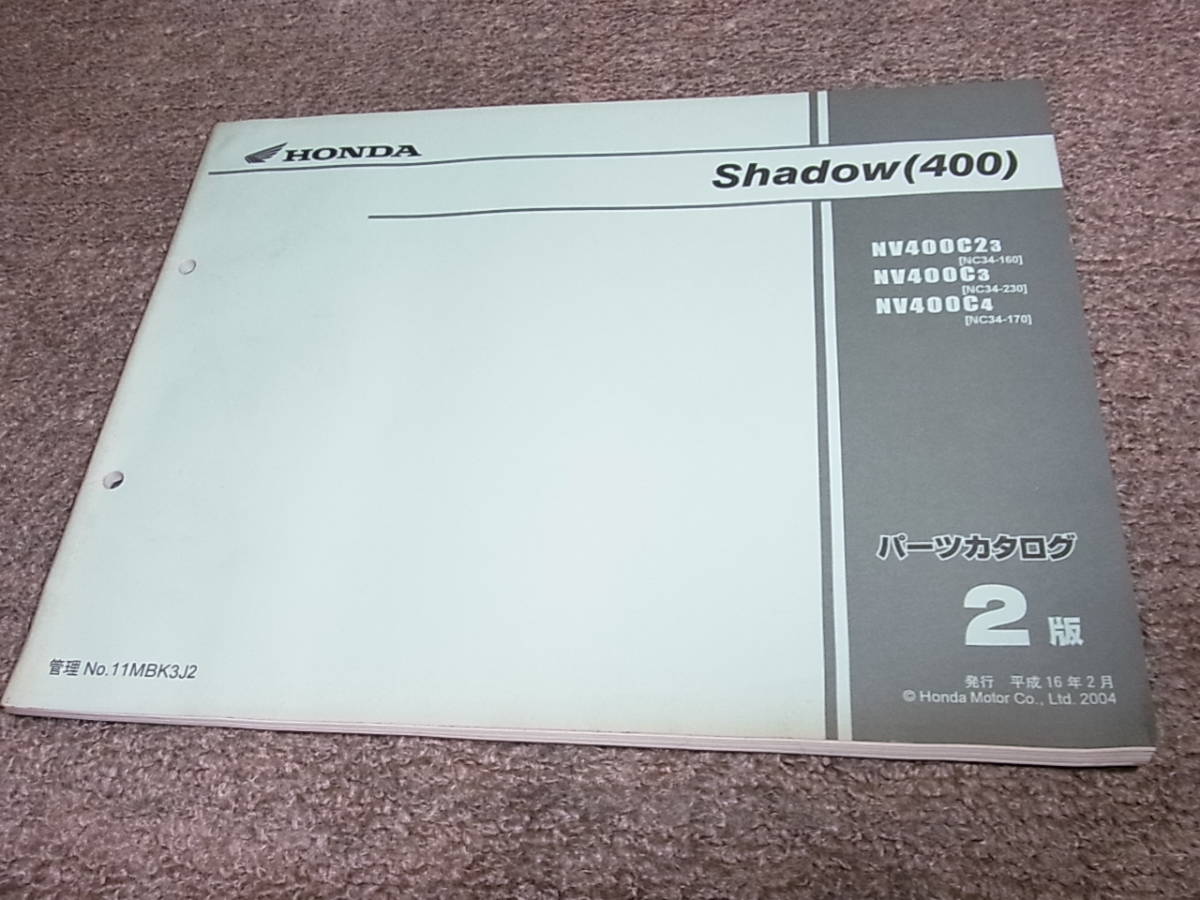 HONDA
Shadow(400)
NV400C23
[NC34-160]
NV400C3
[NC34-230]
NV400C4
[NC34-170]
パーツカタログ
2版
管理 No.11MBK3J2
発行 平成16年2月
© Honda Motor Co., Ltd. 2004